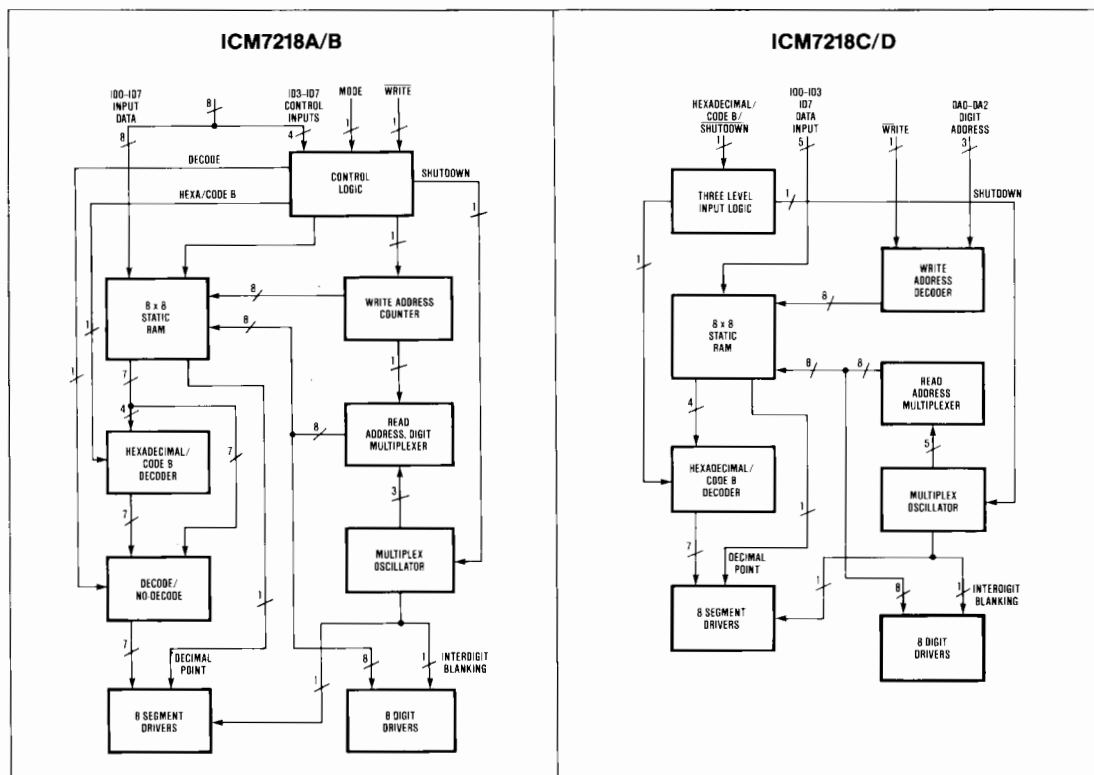 ICM7218A/B
ID0-ID7
INPUT
DATA
8
8
ID3-ID7
CONTROL
INPUTS
4
MODE
1
WRITE
1
DECODE
HEXA/CODE B
CONTROL
LOGIC
SHUTDOWN
1
1
8 x 8
STATIC
RAM
8
WRITE ADDRESS
COUNTER
8
1
1
1
7
4
7
8
READ
ADDRESS, DIGIT
MULTIPLEXER
HEXADECIMAL/
CODE B
DECODER
3
7
MULTIPLEX
OSCILLATOR
DECODE/
NO-DECODE
1
7
DECIMAL
POINT
1
8
1
INTERDIGIT
BLANKING
8 SEGMENT
DRIVERS
8 DIGIT
DRIVERS
ICM7218C/D
HEXADECIMAL/
CODE B/
SHUTDOWN
1
ID0-ID3
ID7
DATA
INPUT
5
WRITE
1
DA0-DA2
DIGIT
ADDRESS
3
THREE LEVEL
INPUT LOGIC
1
SHUTDOWN
1
WRITE
ADDRESS
DECODER
8 x 8
STATIC
RAM
8
8
8
READ
ADDRESS
MULTIPLEXER
4
5
HEXADECIMAL/
CODE B
DECODER
1
MULTIPLEX
OSCILLATOR
7
DECIMAL
POINT
1
8
1
INTERDIGIT
BLANKING
8 SEGMENT
DRIVERS
8 DIGIT
DRIVERS